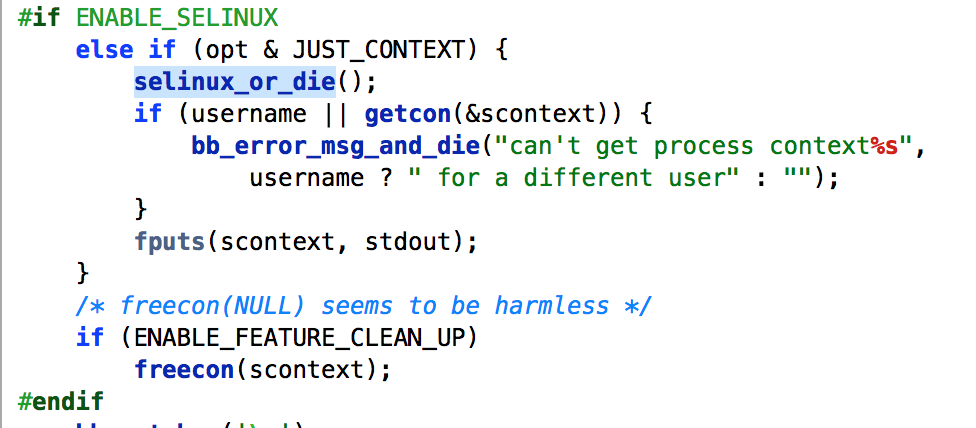 #if ENABLE_SELINUX
    else if (opt & JUST_CONTEXT) {
        selinux_or_die();
        if (username || getcon(&scontext)) {
            bb_error_msg_and_die("can't get process context%s",
                username ? " for a different user" : "");
        }
        fputs(scontext, stdout);
    }
    /* freecon(NULL) seems to be harmless */
    if (ENABLE_FEATURE_CLEAN_UP)
        freecon(scontext);
#endif